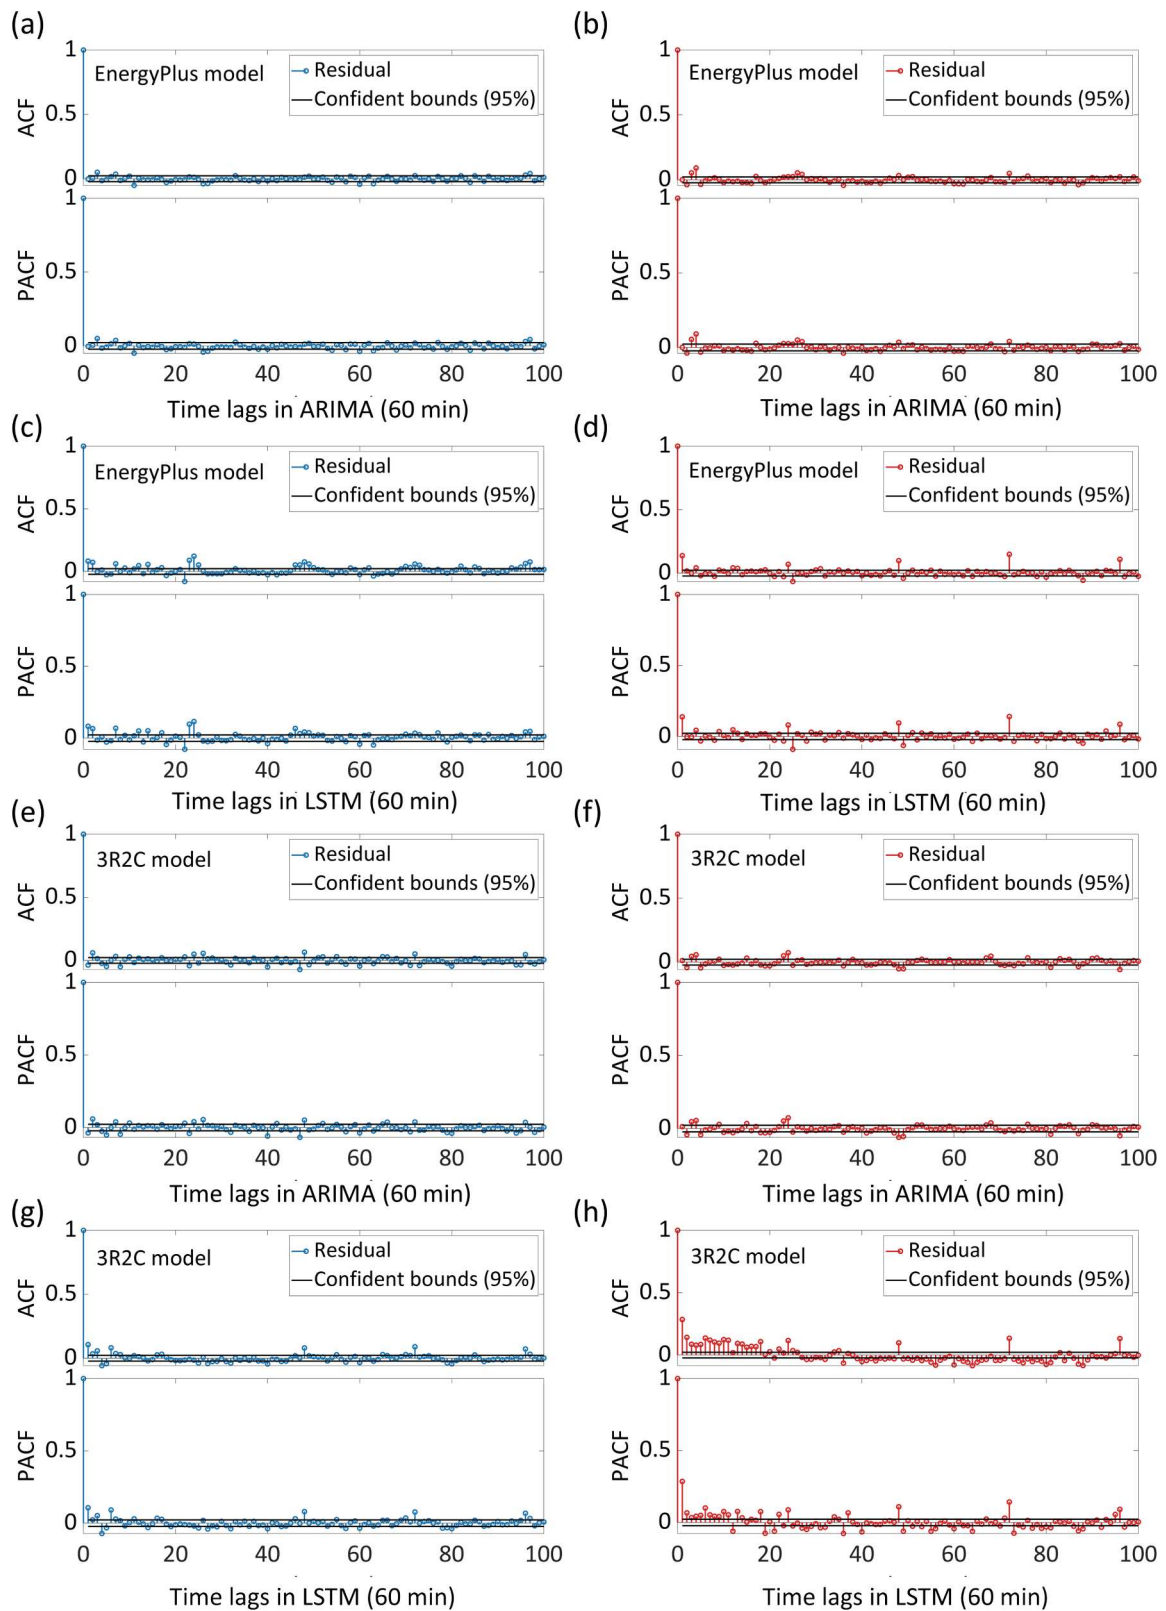 (a)
(b)
1
EnergyPlus model
Residual
Confident bounds (95%)
ACF
0.5
0
1
PACF
0.5
0
0 20 40 60 80 100
Time lags in ARIMA (60 min)
1
EnergyPlus model
Residual
Confident bounds (95%)
ACF
0.5
0
1
PACF
0.5
0
0 20 40 60 80 100
Time lags in ARIMA (60 min)
(c)
(d)
1
EnergyPlus model
Residual
Confident bounds (95%)
ACF
0.5
0
1
PACF
0.5
0
0 20 40 60 80 100
Time lags in LSTM (60 min)
1
EnergyPlus model
Residual
Confident bounds (95%)
ACF
0.5
0
1
PACF
0.5
0
0 20 40 60 80 100
Time lags in LSTM (60 min)
(e)
(f)
1
3R2C model
Residual
Confident bounds (95%)
ACF
0.5
0
1
PACF
0.5
0
0 20 40 60 80 100
Time lags in ARIMA (60 min)
1
3R2C model
Residual
Confident bounds (95%)
ACF
0.5
0
1
PACF
0.5
0
0 20 40 60 80 100
Time lags in ARIMA (60 min)
(g)
(h)
1
3R2C model
Residual
Confident bounds (95%)
ACF
0.5
0
1
PACF
0.5
0
0 20 40 60 80 100
Time lags in LSTM (60 min)
1
3R2C model
Residual
Confident bounds (95%)
ACF
0.5
0
1
PACF
0.5
0
0 20 40 60 80 100
Time lags in LSTM (60 min)